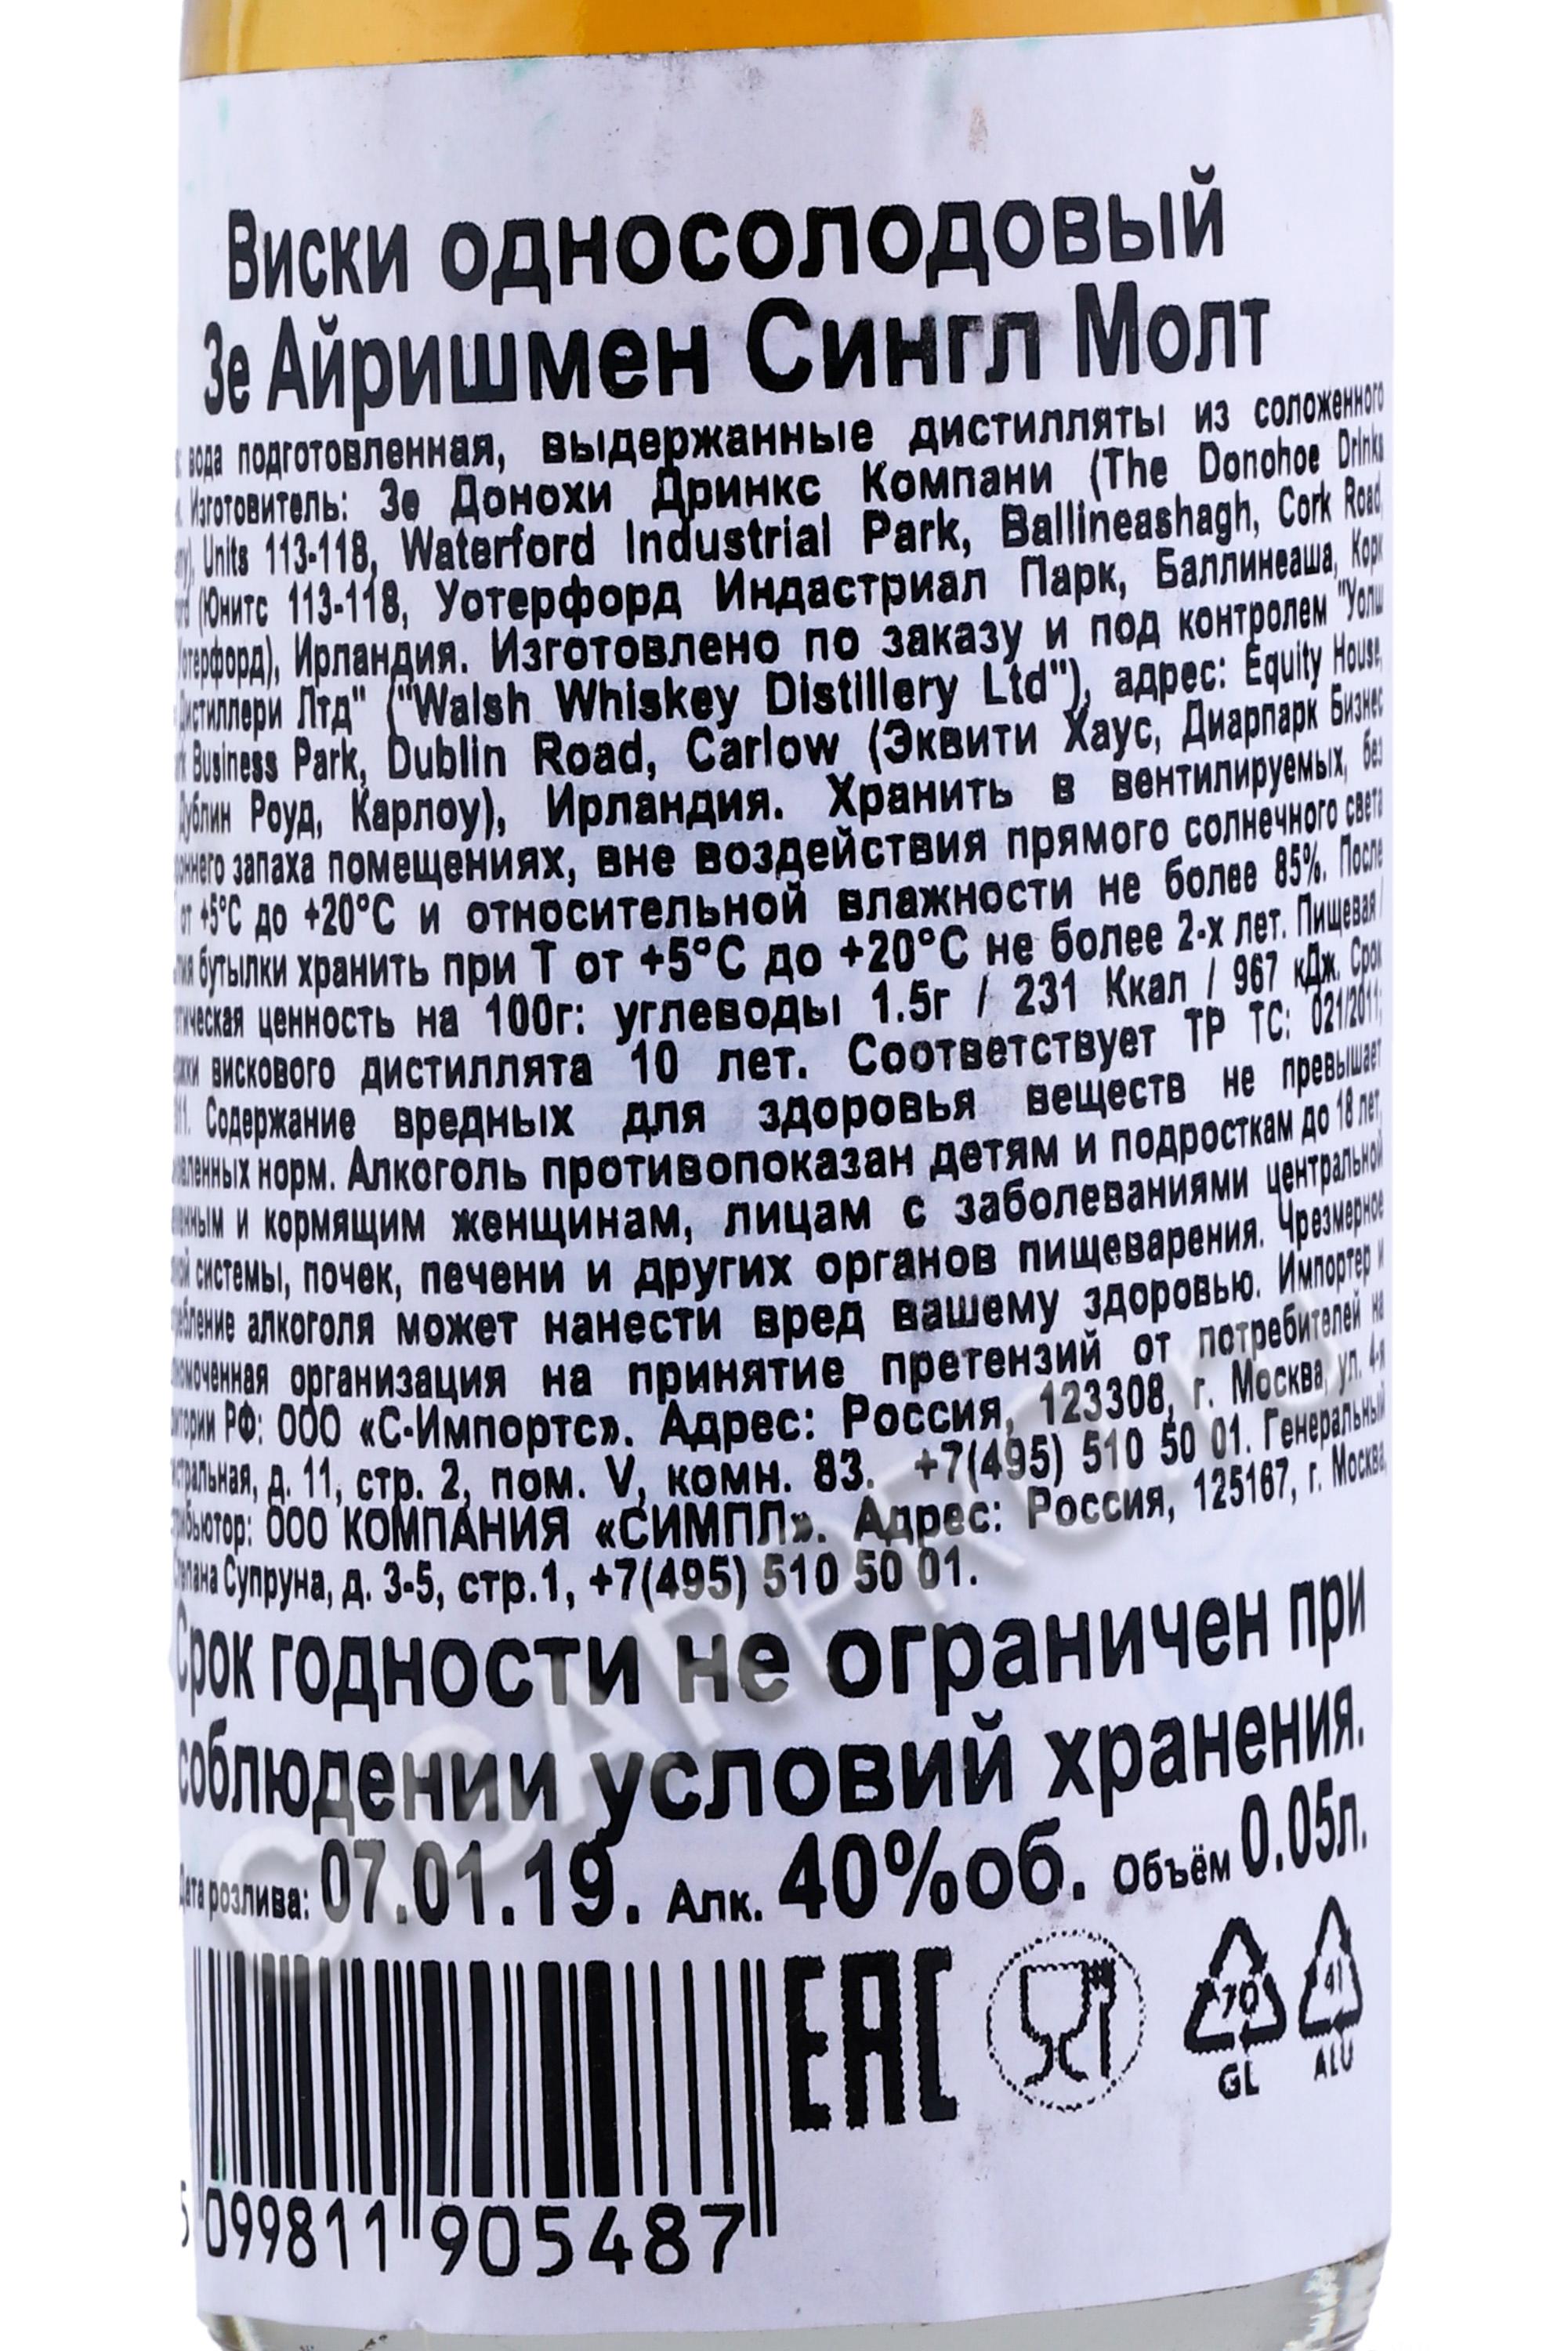 Виски односолодовый
Зе Айришмен Сингл Молт
вода подготовленная, выдержанные дистилляты из соложенного
Изготовитель: Зе Донохи Дринкс Компани (The Donohoe Drinks
Units 113-118, Waterford Industrial Park, Ballineashagh, Cork Road,
(Юнитс 113-118, Уотерфорд Индастриал Парк, Баллинеаша, Корк
Ирландия. Изготовлено по заказу и под контролем "Уолш
Дистиллери Лтд" ("Walsh Whiskey Distillery Ltd"), адрес: Equity House,
Business Park, Dublin Road, Carlow (Эквити Хаус, Диарпарк Бизнес
Дублин Роуд, Карлоу), Ирландия. Хранить в вентилируемых, без
запаха помещениях, вне воздействия прямого солнечного света
от +5°C до +20°C и относительной влажности не более 85%. После
бутылки хранить при Т от +5°C до +20°C не более 2-х лет. Пищевая /
ценность на 100г: углеводы 1.5г / 231 Ккал / 967 кДж. Срок
вискового дистиллята 10 лет. Соответствует ТР ТС: 021/2011;
Содержание вредных для здоровья веществ не превышает
норм. Алкоголь противопоказан детям и подросткам до 18 лет,
и кормящим женщинам, лицам с заболеваниями центральной
системы, почек, печени и других органов пищеварения. Чрезмерное
алкоголя может нанести вред вашему здоровью. Импортер и
организация на принятие претензий от потребителей на
РФ: ООО «С-Импортс». Адрес: Россия, 123308, г. Москва, ул. 4-я
д. 11, стр. 2, пом. V, комн. 83. +7(495) 510 50 01. Генеральный
ООО КОМПАНИЯ «СИМПЛ». Адрес: Россия, 125167, г. Москва,
Супруна, д. 3-5, стр.1, +7(495) 510 50 01.
Срок годности не ограничен при
соблюдении условий хранения.
Дата розлива: 07.01.19. Алк. 40%об. Объём 0.05л.
EAC
70 41
GL ALU
5 099811 905487
CIGARPRO.ru